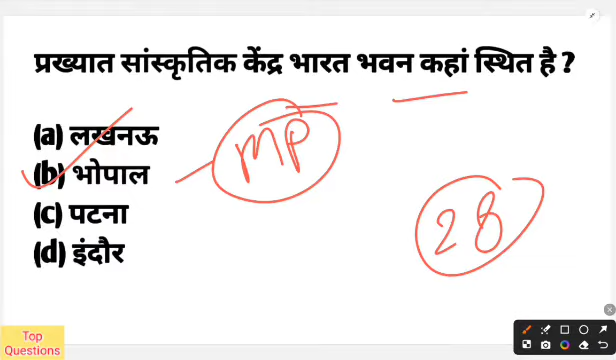 प्रख्यात सांस्कृतिक केंद्र भारत भवन कहां स्थित है ?
(a) लखनऊ
(b) भोपाल
MP
(c) पटना
28
(d) इंदौर
Top
Questions